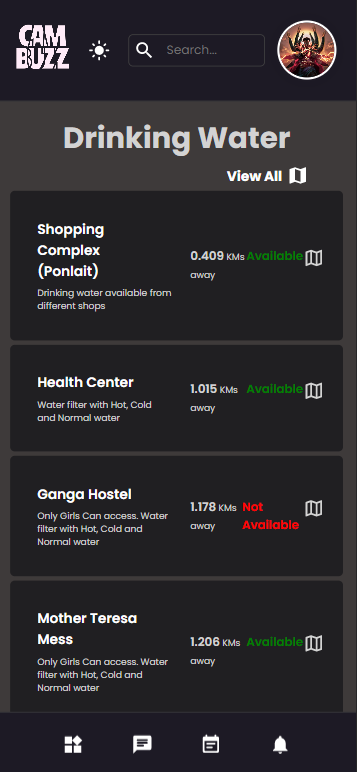 CAM
BUZZ
Search...
Drinking Water
View All
Shopping
Complex
(Ponlait)
Drinking water available from
different shops
0.409 KMs
away
Available
Health Center
Water filter with Hot, Cold
and Normal water
1.015 KMs
away
Available
Ganga Hostel
Only Girls Can access. Water
filter with Hot, Cold and
Normal water
1.178 KMs
away
Not
Available
Mother Teresa
Mess
Only Girls Can access. Water
filter with Hot, Cold and
Normal water
1.206 KMs
away
Available